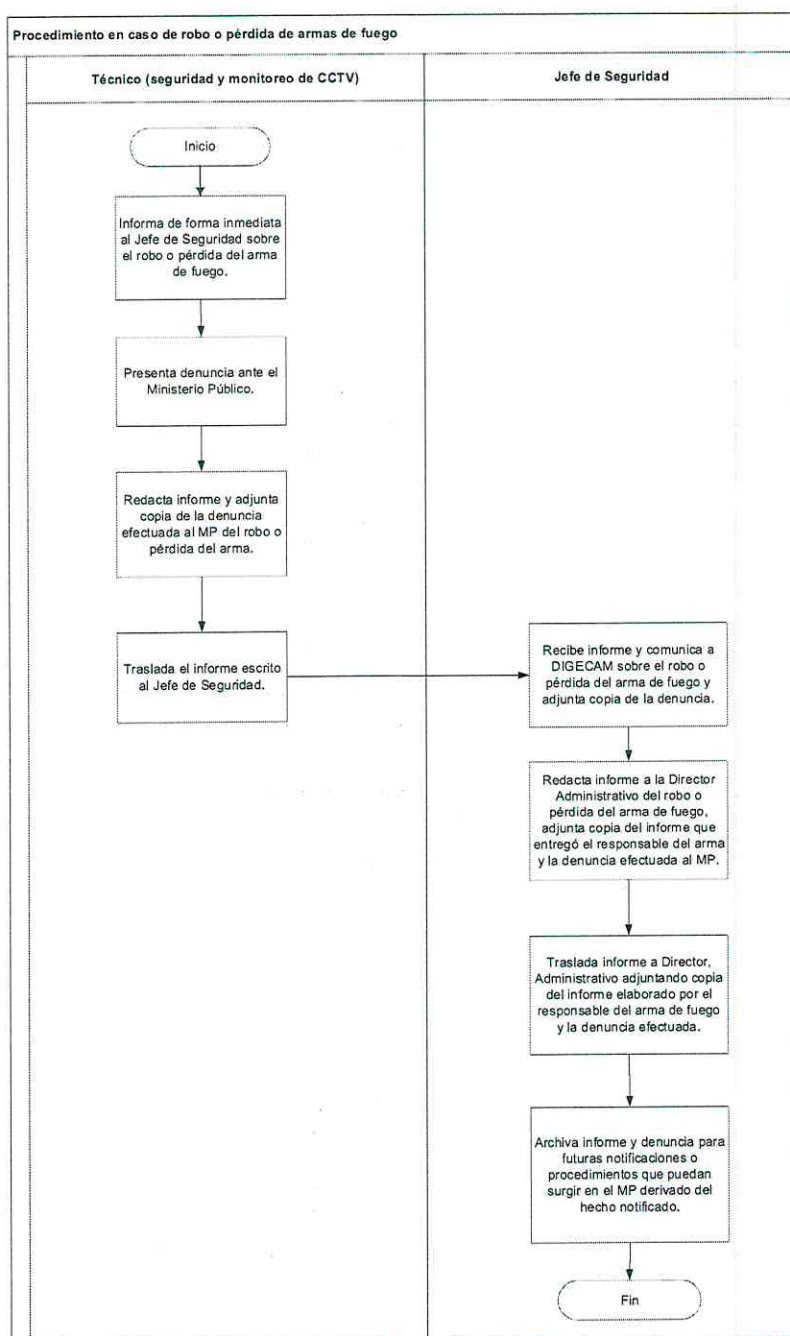 Procedimiento en caso de robo o pérdida de armas de fuego
Técnico (seguridad y monitoreo de CCTV)
Jefe de Seguridad
Inicio
Informa de forma inmediata
al Jefe de Seguridad sobre
el robo o pérdida del arma
de fuego.
Presenta denuncia ante el
Ministerio Público.
Redacta informe y adjunta
copia de la denuncia
efectuada al MP del robo o
pérdida del arma.
Traslada el informe escrito
al Jefe de Seguridad.
Recibe informe y comunica a
DIGECAM sobre el robo o
pérdida del arma de fuego y
adjunta copia de la denuncia.
Redacta informe a la Director
Administrativo del robo o
pérdida del arma de fuego,
adjunta copia del informe que
entregó el responsable del arma
y la denuncia efectuada al MP.
Traslada informe a Director,
Administrativo adjuntando copia
del informe elaborado por el
responsable del arma de fuego
y la denuncia efectuada.
Archiva informe y denuncia para
futuras notificaciones o
procedimientos que puedan
surgir en el MP derivado del
hecho notificado.
Fin